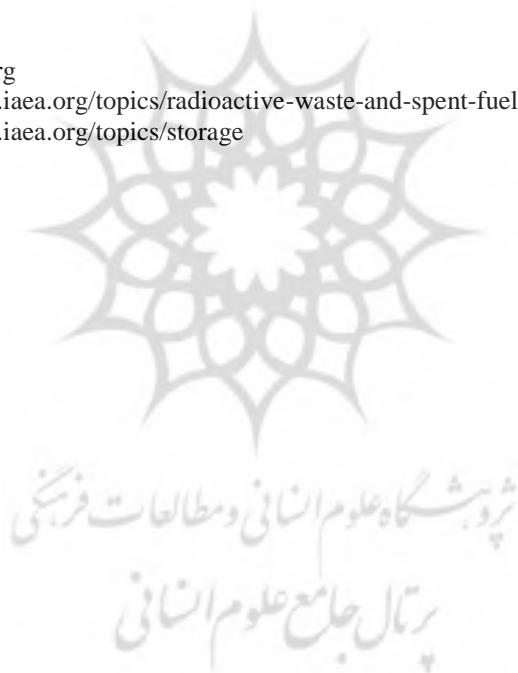 rg
.iaea.org/topics/radioactive-waste-and-spent-fuel
.iaea.org/topics/storage
پژوهشگاه علوم انسانی و مطالعات فرهنگی
پرتال جامع علوم انسانی